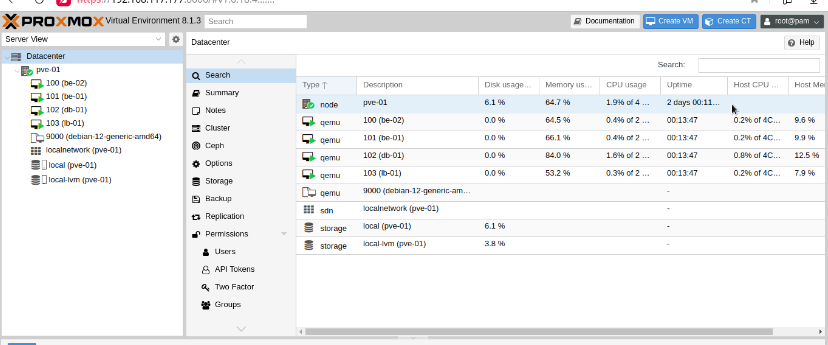 PROXMOX Virtual Environment 8.1.3 Search Documentation Create VM Create CT root@pam
Server View
Datacenter
pve-01
100 (be-02)
101 (be-01)
102 (db-01)
103 (lb-01)
9000 (debian-12-generic-amd64)
localnetwork (pve-01)
local (pve-01)
local-lvm (pve-01)
Datacenter Help
Search
Summary
Notes
Cluster
Ceph
Options
Storage
Backup
Replication
Permissions
Users
API Tokens
Two Factor
Groups
Search:
Type Description Disk usage... Memory us... CPU usage Uptime Host CPU ... Host Me
node pve-01 6.1 % 64.7 % 1.9% of 4 ... 2 days 00:11...
qemu 100 (be-02) 0.0 % 64.5 % 0.4% of 2 ... 00:13:47 0.2% of 4C... 9.6 %
qemu 101 (be-01) 0.0 % 66.1 % 0.4% of 2 ... 00:13:47 0.2% of 4C... 9.9 %
qemu 102 (db-01) 0.0 % 84.0 % 1.6% of 2 ... 00:13:47 0.8% of 4C... 12.5 %
qemu 103 (lb-01) 0.0 % 53.2 % 0.3% of 2 ... 00:13:47 0.2% of 4C... 7.9 %
qemu 9000 (debian-12-generic-am... -
sdn localnetwork (pve-01) -
storage local (pve-01) 6.1 % -
storage local-lvm (pve-01) 3.8 % -